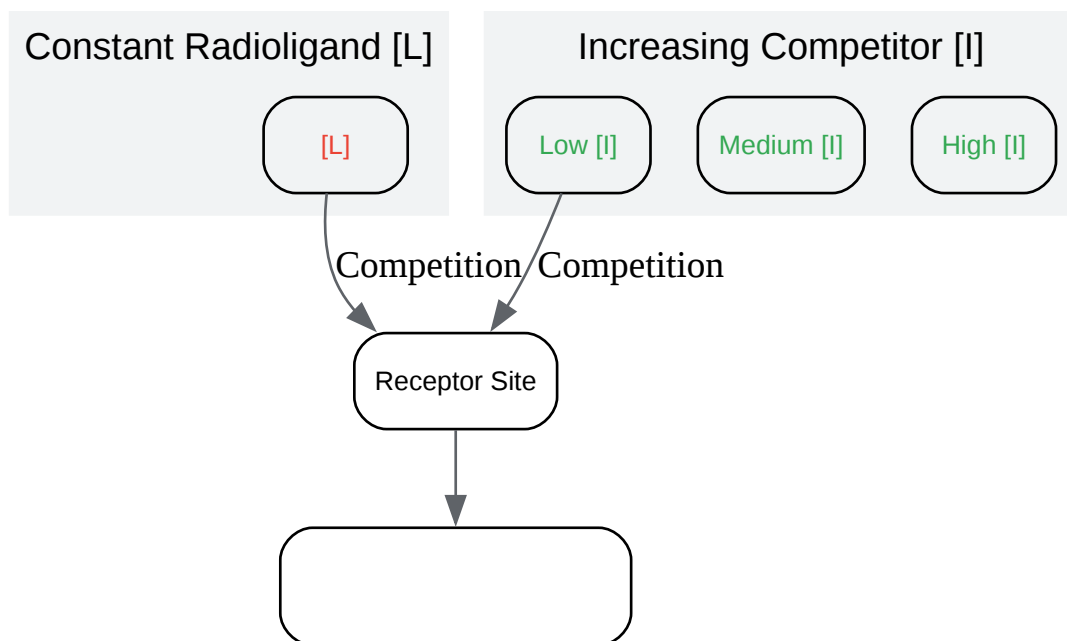 Constant Radioligand [L]
Increasing Competitor [I]
[L]
Low [I]
Medium [I]
High [I]
Competition
Competition
Receptor Site